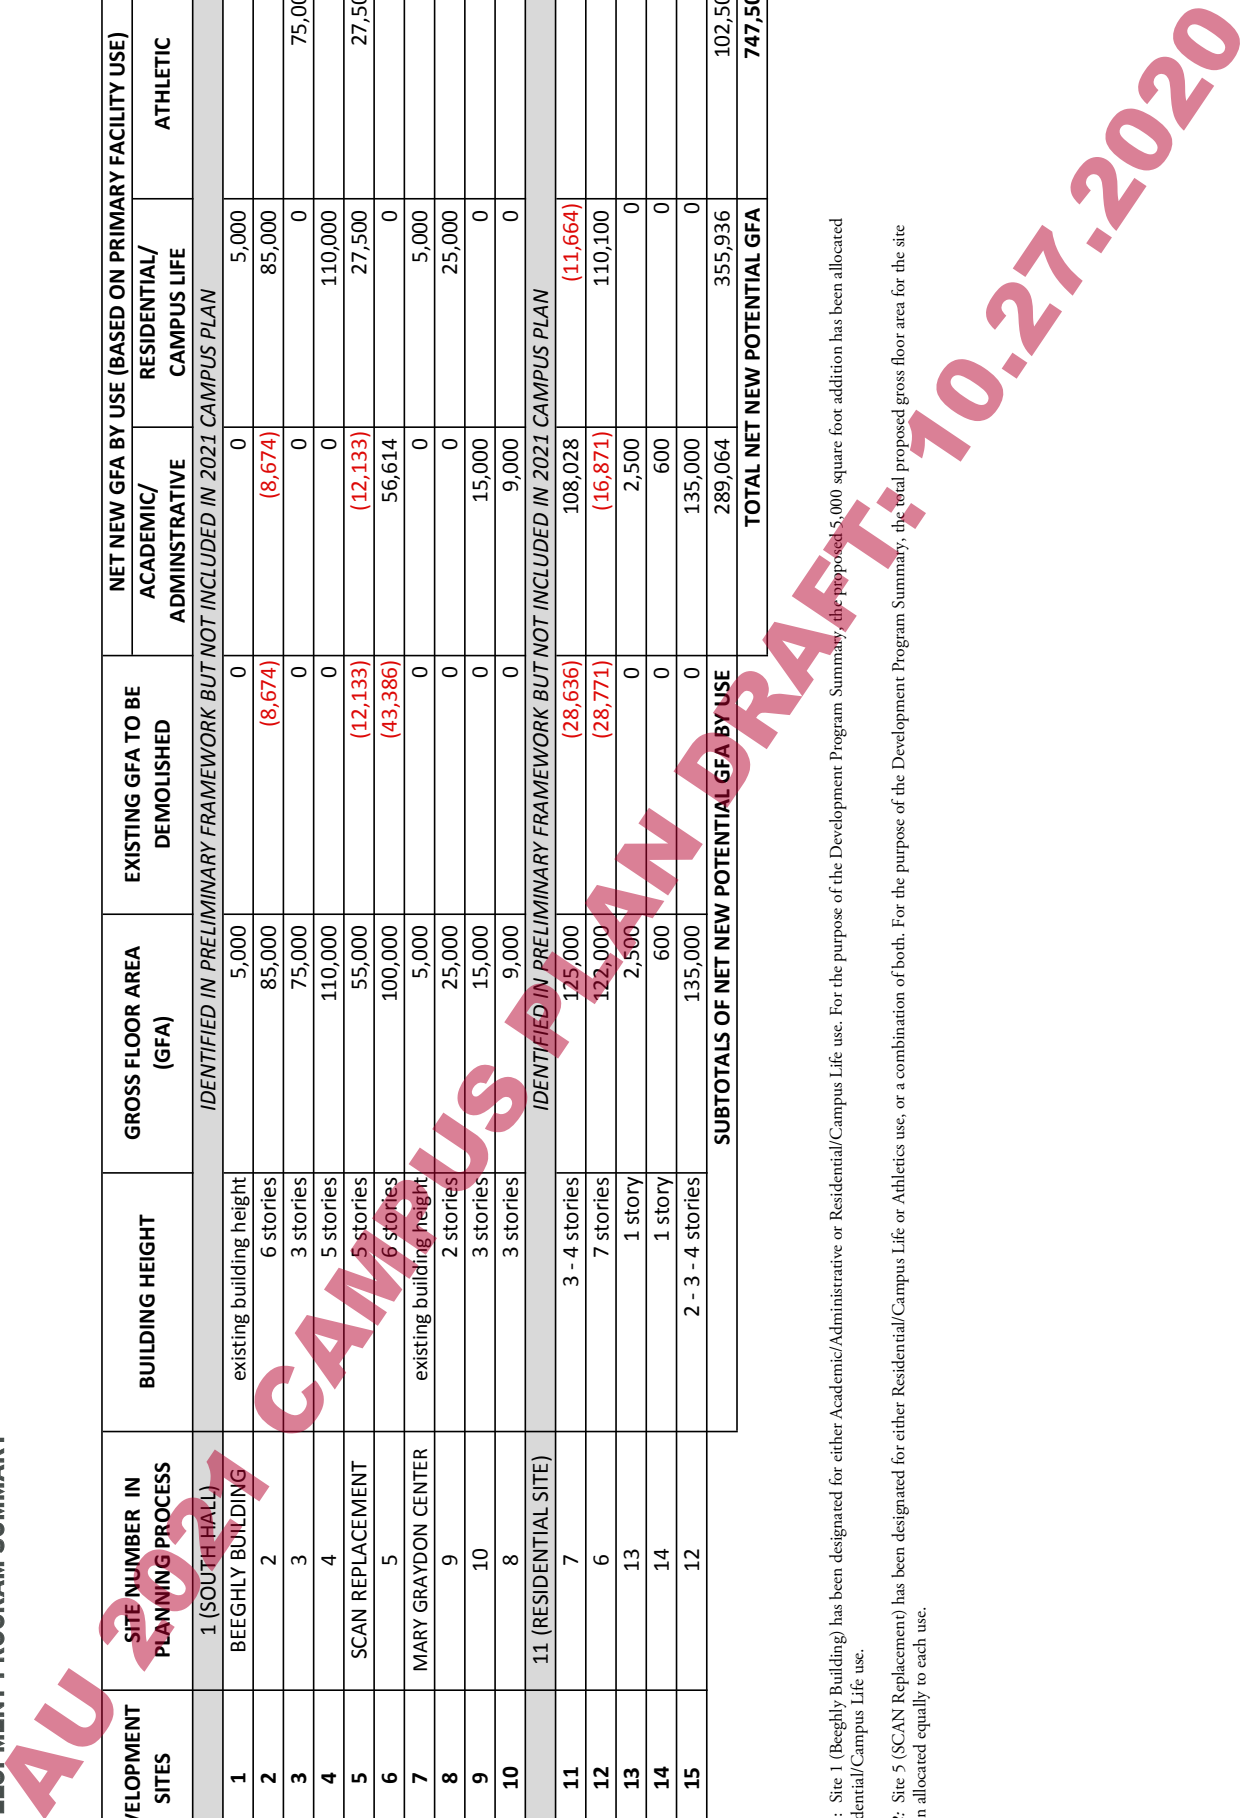 NET NEW GFA BY USE (BASED ON PRIMARY FACILITY USE)
SITES SITE NUMBER IN PLANNING PROCESS BUILDING HEIGHT GROSS FLOOR AREA (GFA) EXISTING GFA TO BE DEMOLISHED ACADEMIC/ ADMINSTRATIVE RESIDENTIAL/ CAMPUS LIFE ATHLETIC
1 (SOUTH HALL) IDENTIFIED IN PRELIMINARY FRAMEWORK BUT NOT INCLUDED IN 2021 CAMPUS PLAN
1 BEEGHLY BUILDING existing building height 5,000 0 0 5,000
2 2 6 stories 85,000 (8,674) (8,674) 85,000
3 3 3 stories 75,000 0 0 0
4 4 5 stories 110,000 0 0 110,000
5 SCAN REPLACEMENT 5 stories 55,000 (12,133) (12,133) 27,500
6 5 6 stories 100,000 (43,386) 56,614 0
7 MARY GRAYDON CENTER existing building height 5,000 0 0 5,000
8 9 2 stories 25,000 0 0 25,000
9 10 3 stories 15,000 0 15,000 0
10 8 3 stories 9,000 0 9,000 0
11 (RESIDENTIAL SITE) IDENTIFIED IN PRELIMINARY FRAMEWORK BUT NOT INCLUDED IN 2021 CAMPUS PLAN
11 7 3 - 4 stories 125,000 (28,636) 108,028 (11,664)
12 6 7 stories 122,000 (28,771) (16,871) 110,100
13 13 1 story 2,500 0 2,500 0
14 14 1 story 600 0 600 0
15 12 2 - 3 - 4 stories 135,000 0 135,000 0
SUBTOTALS OF NET NEW POTENTIAL GFA BY USE 289,064 355,936
TOTAL NET NEW POTENTIAL GFA
: Site 1 (Beeghly Building) has been designated for either Academic/Administrative or Residential/Campus Life use. For the purpose of the Development Program Summary, the proposed 5,000 square foot addition has been allocated
dential/Campus Life use.
: Site 5 (SCAN Replacement) has been designated for either Residential/Campus Life or Athletics use, or a combination of both. For the purpose of the Development Program Summary, the total proposed gross floor area for the site
n allocated equally to each use.
AU 2021 CAMPUS PLAN DRAFT: 10.27.2020